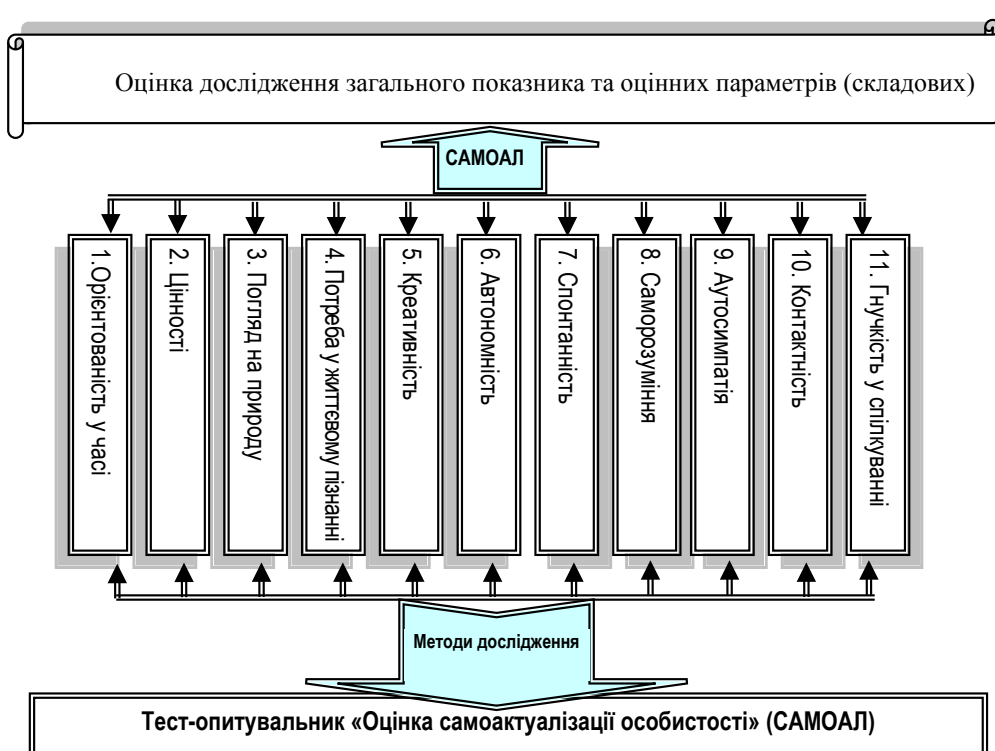 Оцінка дослідження загального показника та оцінних параметрів (складових)
САМОАЛ
1.Орієнтованість у часі
2. Цінності
3. Погляд на природу
4. Потреба у життєвому пізнанні
5. Креативність
6. Автономність
7. Спонтанність
8. Саморозуміння
9. Аутосимпатія
10. Контактність
11. Гнучкість у спілкуванні
Методи дослідження
Тест-опитувальник «Оцінка самоактуалізації особистості» (САМОАЛ)